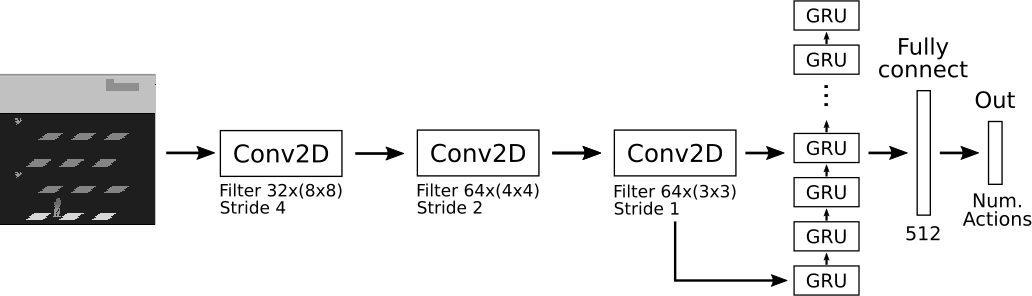 Conv2D
Filter 32x(8x8)
Stride 4
Conv2D
Filter 64x(4x4)
Stride 2
Conv2D
Filter 64x(3x3)
Stride 1
GRU
GRU
⋮
GRU
GRU
GRU
GRU
Fully
connect
512
Out
Num.
Actions